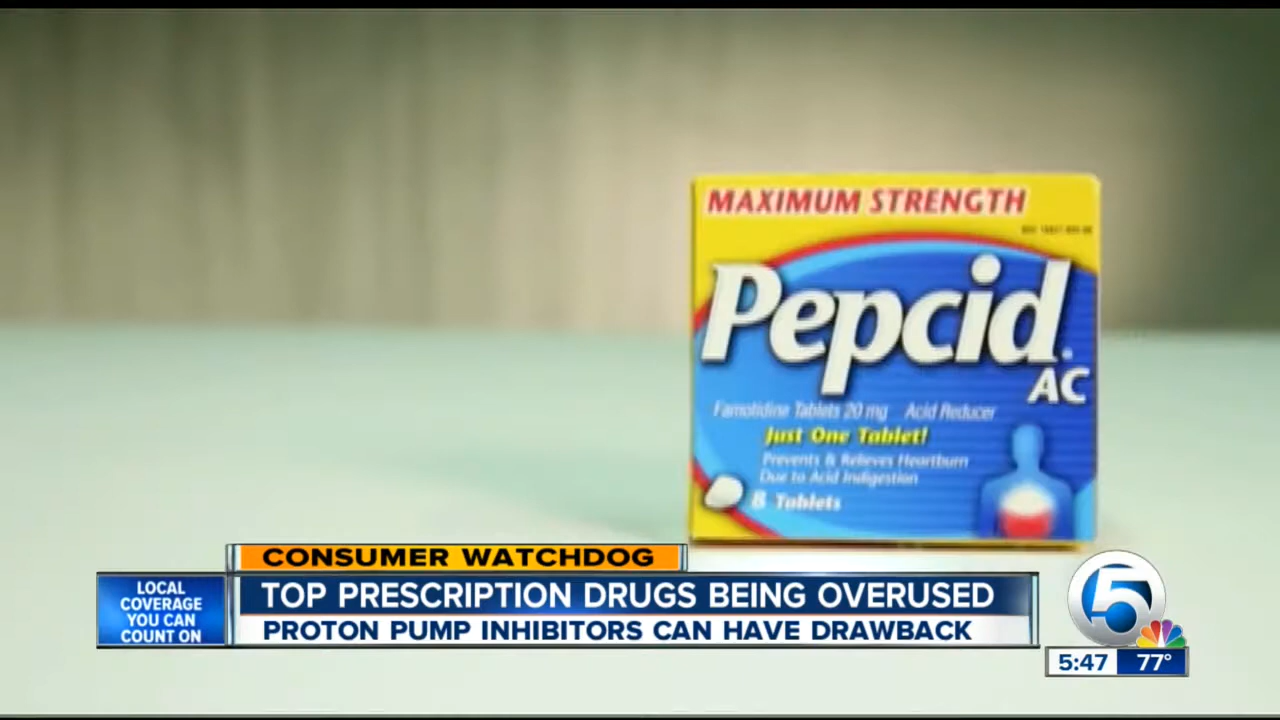 MAXIMUM STRENGTH
Pepcid
AC
Famotidine Tablets 20 mg Acid Reducer
Just One Tablet!
Prevents & Relieves Heartburn
Due to Acid Indigestion
8 Tablets
CONSUMER WATCHDOG
LOCAL
COVERAGE
YOU CAN
COUNT ON
TOP PRESCRIPTION DRUGS BEING OVERUSED
PROTON PUMP INHIBITORS CAN HAVE DRAWBACK
5
5:47 77°